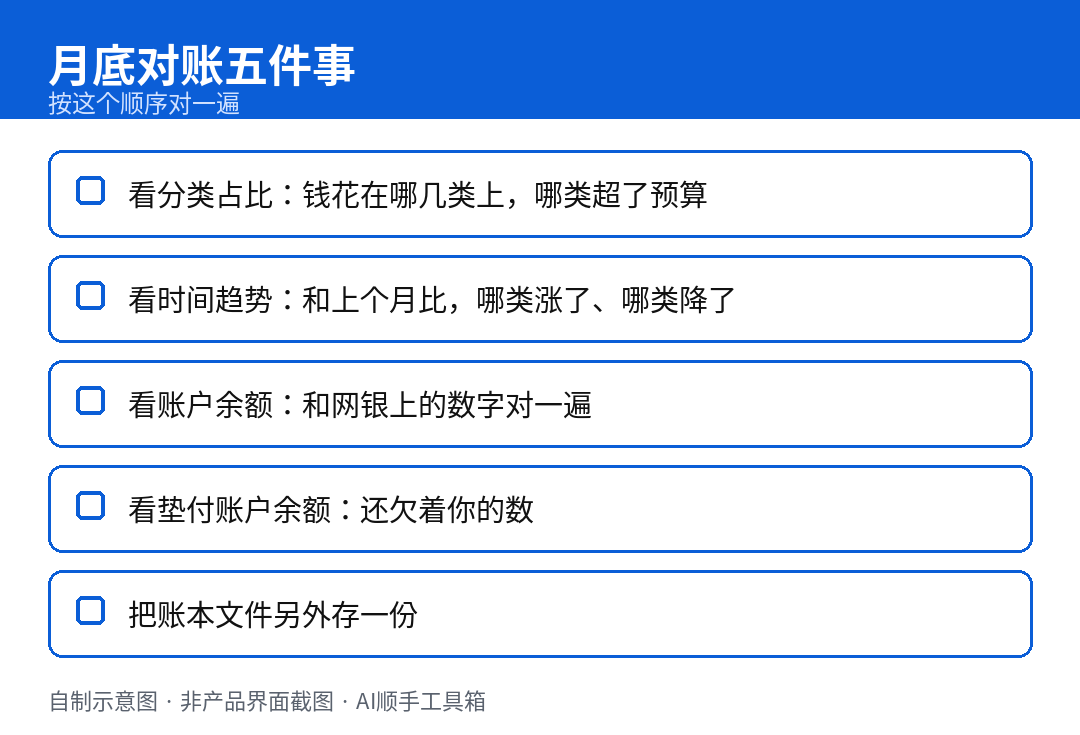 月底对账五件事
按这个顺序对一遍
看分类占比：钱花在哪几类上，哪类超了预算
看时间趋势：和上个月比，哪类涨了、哪类降了
看账户余额：和网银上的数字对一遍
看垫付账户余额：还欠着你的数
把账本文件另外存一份
自制示意图 · 非产品界面截图 · AI顺手工具箱